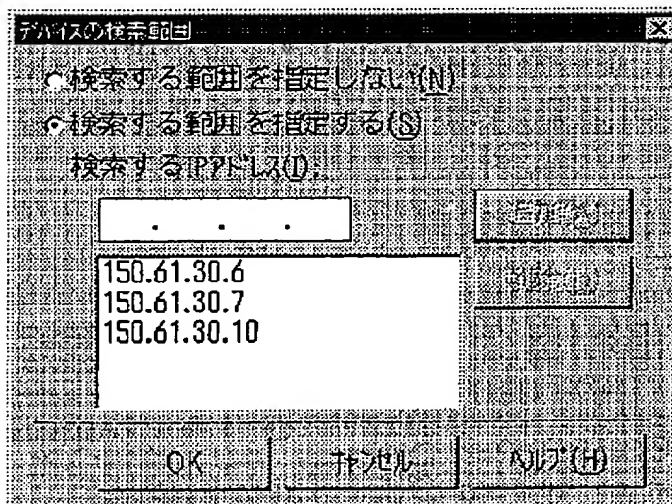 デバイスの検索範囲
検索する範囲を指定しない(N)
検索する範囲を指定する(S)
検索するIPアドレス(I):
. . .
150.61.30.6
150.61.30.7
150.61.30.10
OK
キャンセル
ヘルプ(H)